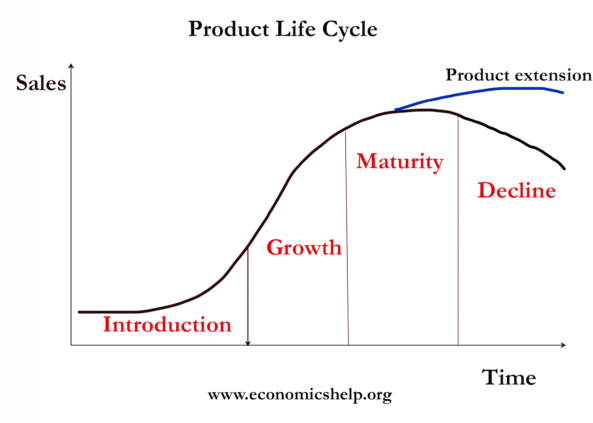 Product Life Cycle
Sales
Product extension
Maturity
Decline
Growth
Introduction
Time
www.economicshelp.org